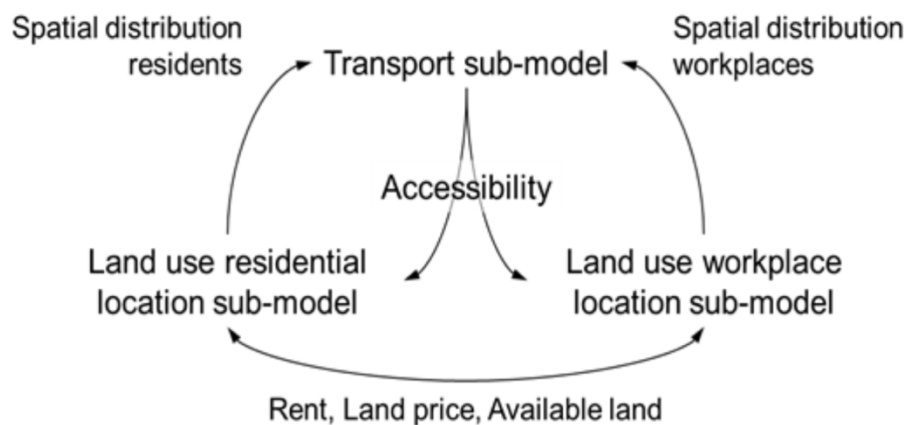 Spatial distribution
residents
Transport sub-model
Spatial distribution
workplaces
Accessibility
Land use residential
location sub-model
Land use workplace
location sub-model
Rent, Land price, Available land